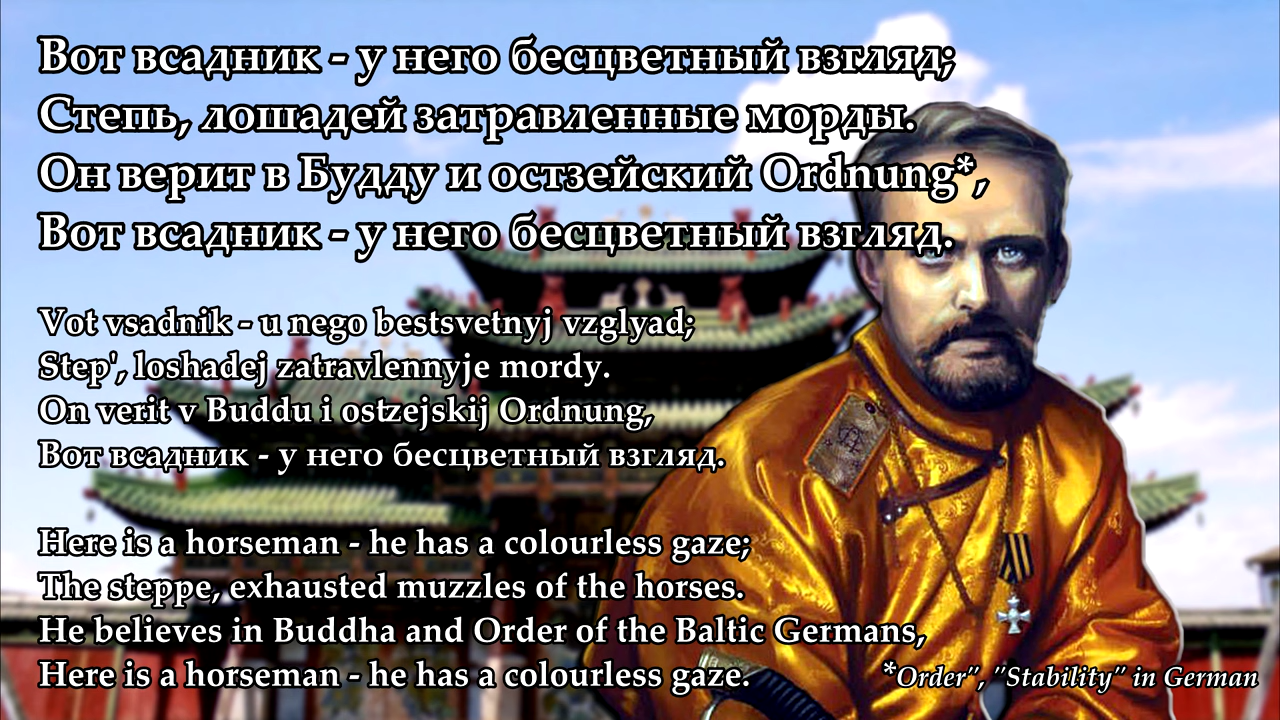 Вот всадник - у него бесцветный взгляд;
Степь, лошадей затравленные морды.
Он верит в Будду и остзейский Ordnung*,
Вот всадник - у него бесцветный взгляд.
Vot vsadnik - u nego bestsvetnyj vzglyad;
Step', loshadej zatravlennyje mordy.
On verit v Buddu i ostzejskij Ordnung,
Вот всадник - у него бесцветный взгляд.
Here is a horseman - he has a colourless gaze;
The steppe, exhausted muzzles of the horses.
He believes in Buddha and Order of the Baltic Germans,
Here is a horseman - he has a colourless gaze.
*Order", "Stability" in German